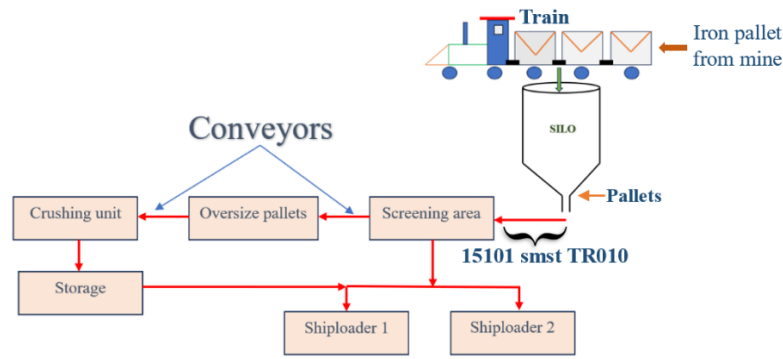 Train
Iron pallet
from mine
SILO
Conveyors
Pallets
Crushing unit
Oversize pallets
Screening area
15101 smst TR010
Storage
Shiploader 1
Shiploader 2